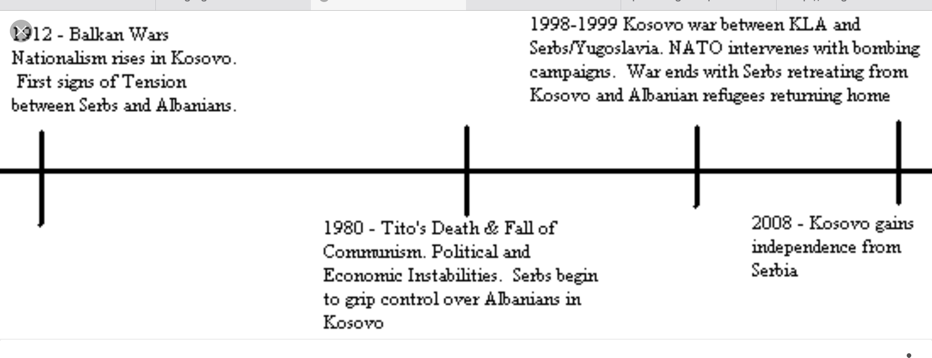 1912 - Balkan Wars
Nationalism rises in Kosovo.
First signs of Tension
between Serbs and Albanians.
1998-1999 Kosovo war between KLA and
Serbs/Yugoslavia. NATO intervenes with bombing
campaigns. War ends with Serbs retreating from
Kosovo and Albanian refugees returning home
1980 - Tito's Death & Fall of
Communism. Political and
Economic Instabilities. Serbs begin
to grip control over Albanians in
Kosovo
2008 - Kosovo gains
independence from
Serbia